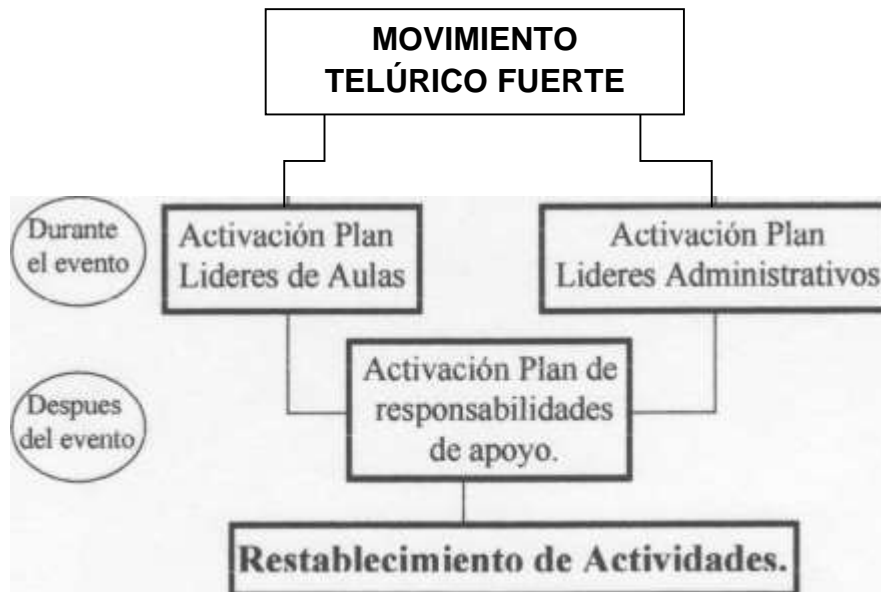 MOVIMIENTO
TELÚRICO FUERTE
Durante
el evento
Activación Plan
Lideres de Aulas
Activación Plan
Lideres Administrativos
Despues
del evento
Activación Plan de
responsabilidades
de apoyo.
Restablecimiento de Actividades.